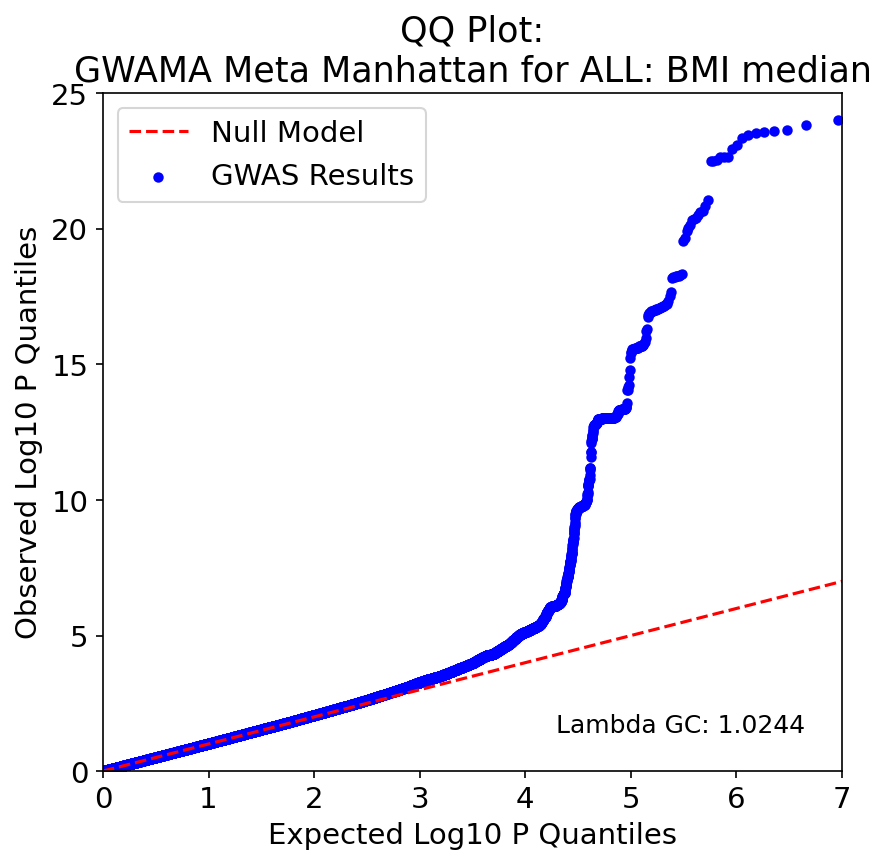 QQ Plot:
GWAMA Meta Manhattan for ALL: BMI median
25
20
15
10
5
0
Observed Log10 P Quantiles
Null Model
GWAS Results
Lambda GC: 1.0244
0 1 2 3 4 5 6 7
Expected Log10 P Quantiles